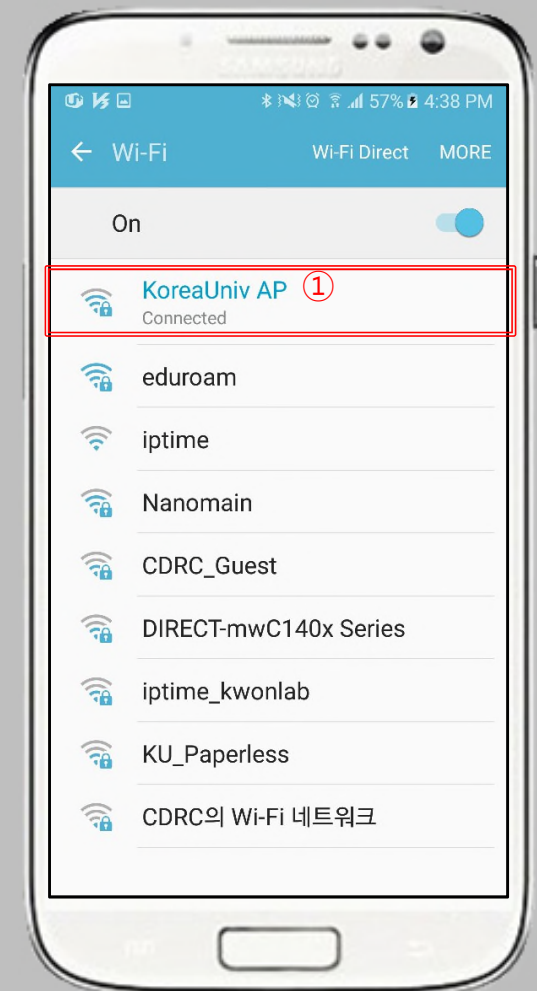 SAMSUNG
57% 4:38 PM
← Wi-Fi Wi-Fi Direct MORE
On
KoreaUniv AP ①
Connected
eduroam
iptime
Nanomain
CDRC_Guest
DIRECT-mwC140x Series
iptime_kwonlab
KU_Paperless
CDRC의 Wi-Fi 네트워크